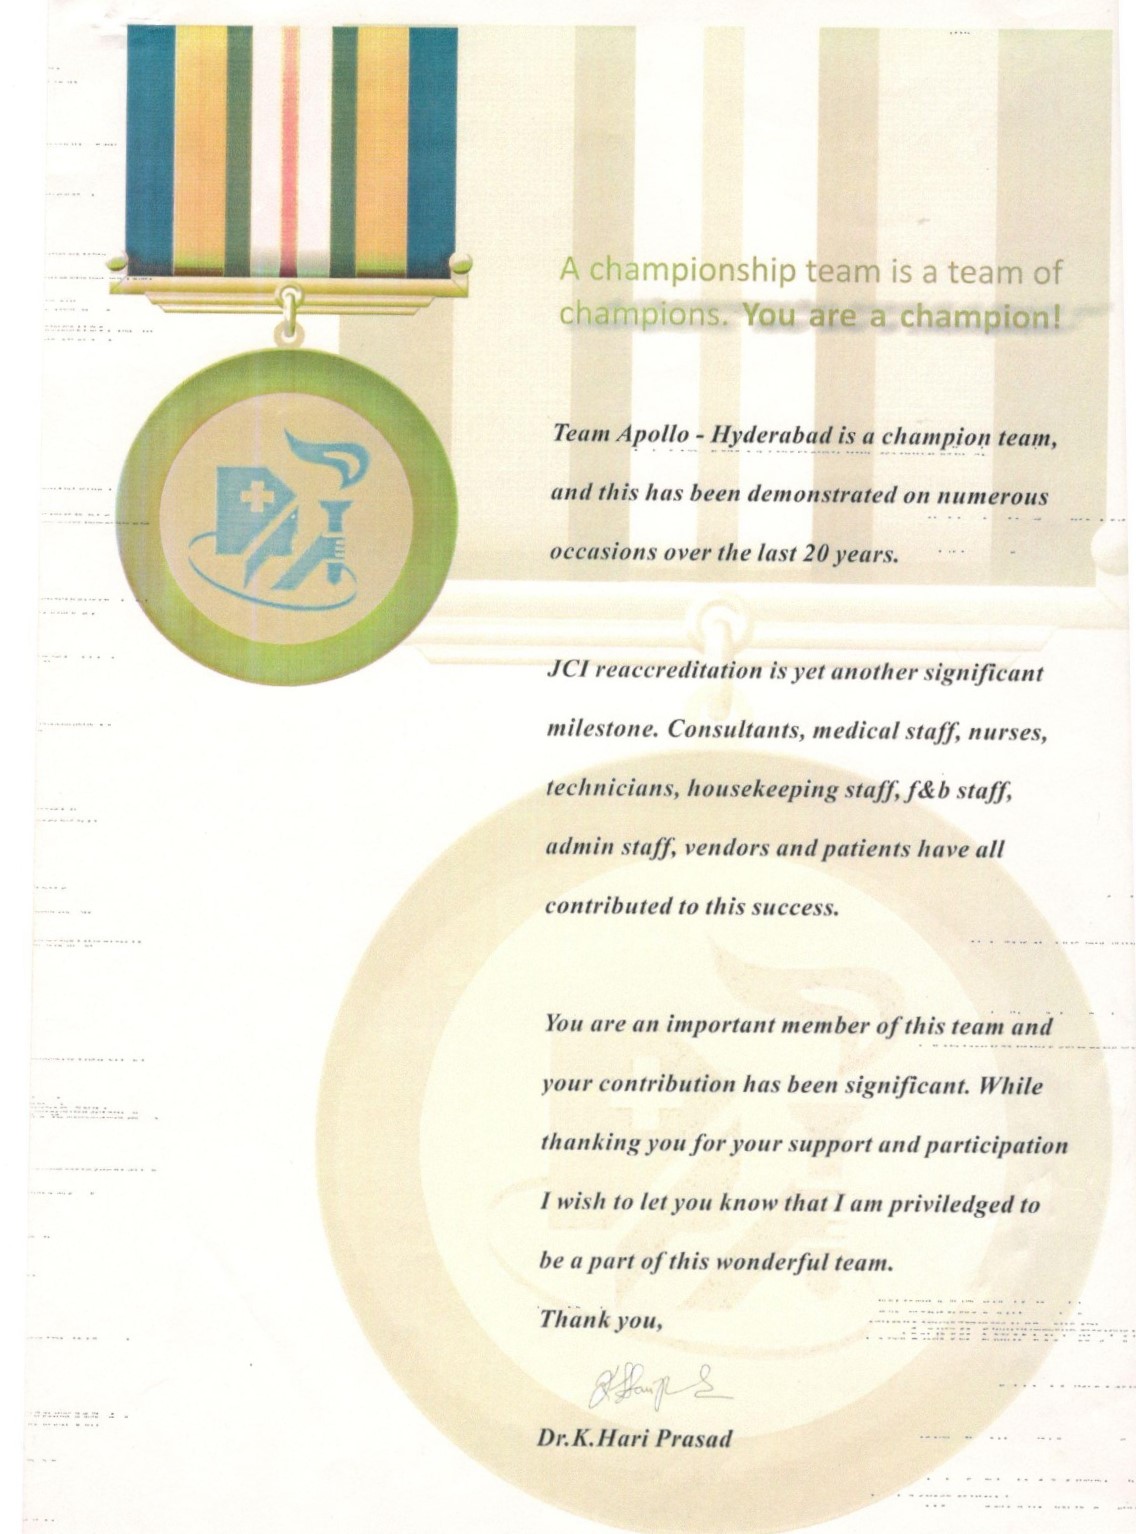 A championship team is a team of
champions. You are a champion!
Team Apollo - Hyderabad is a champion team,
and this has been demonstrated on numerous
occasions over the last 20 years.
JCI reaccreditation is yet another significant
milestone. Consultants, medical staff, nurses,
technicians, housekeeping staff, f&b staff,
admin staff, vendors and patients have all
contributed to this success.
You are an important member of this team and
your contribution has been significant. While
thanking you for your support and participation
I wish to let you know that I am priviledged to
be a part of this wonderful team.
Thank you,
Dr.K.Hari Prasad